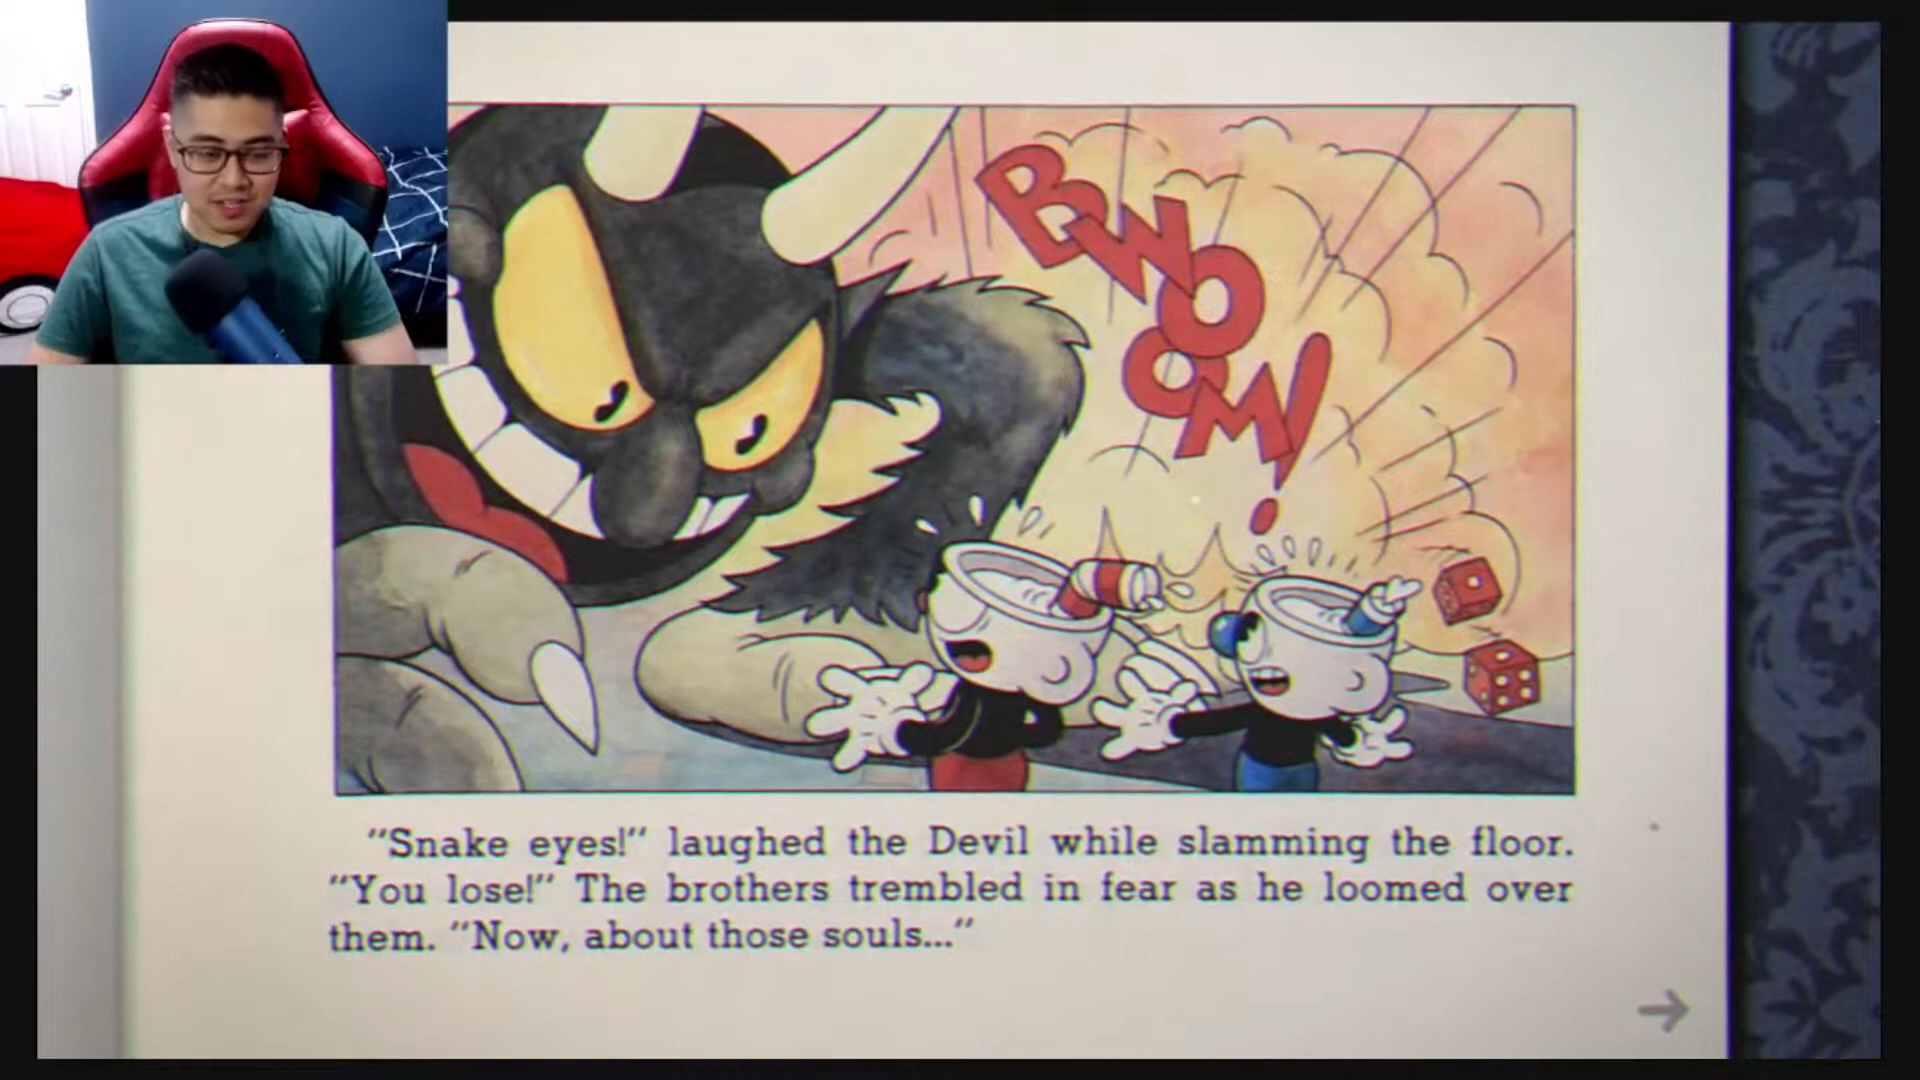 BWOOM!
“Snake eyes!” laughed the Devil while slamming the floor.
“You lose!” The brothers trembled in fear as he loomed over
them. “Now, about those souls...”